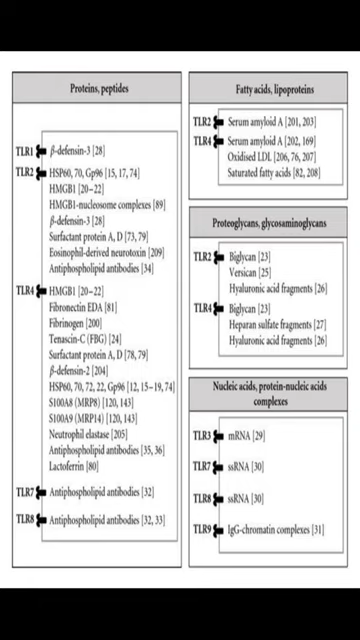 Proteins, peptides
TLR1 β-defensin-3 [28]
TLR2 HSP60, 70, Gp96 [15, 17, 74]
HMGB1 [20–22]
HMGB1-nucleosome complexes [89]
β-defensin-3 [28]
Surfactant protein A, D [73, 79]
Eosinophil-derived neurotoxin [209]
Antiphospholipid antibodies [34]
TLR4 HMGB1 [20–22]
Fibronectin EDA [81]
Fibrinogen [200]
Tenascin-C (FBG) [24]
Surfactant protein A, D [78, 79]
β-defensin-2 [204]
HSP60, 70, 72, 22, Gp96 [12, 15–19, 74]
S100A8 (MRP8) [120, 143]
S100A9 (MRP14) [120, 143]
Neutrophil elastase [205]
Antiphospholipid antibodies [35, 36]
Lactoferrin [80]
TLR7 Antiphospholipid antibodies [32]
TLR8 Antiphospholipid antibodies [32, 33]
Fatty acids, lipoproteins
TLR2 Serum amyloid A [201, 203]
TLR4 Serum amyloid A [202, 169]
Oxidised LDL [206, 76, 207]
Saturated fatty acids [82, 208]
Proteoglycans, glycosaminoglycans
TLR2 Biglycan [23]
Versican [25]
Hyaluronic acid fragments [26]
TLR4 Biglycan [23]
Heparan sulfate fragments [27]
Hyaluronic acid fragments [26]
Nucleic acids, protein-nucleic acids
complexes
TLR3 mRNA [29]
TLR7 ssRNA [30]
TLR8 ssRNA [30]
TLR9 IgG-chromatin complexes [31]